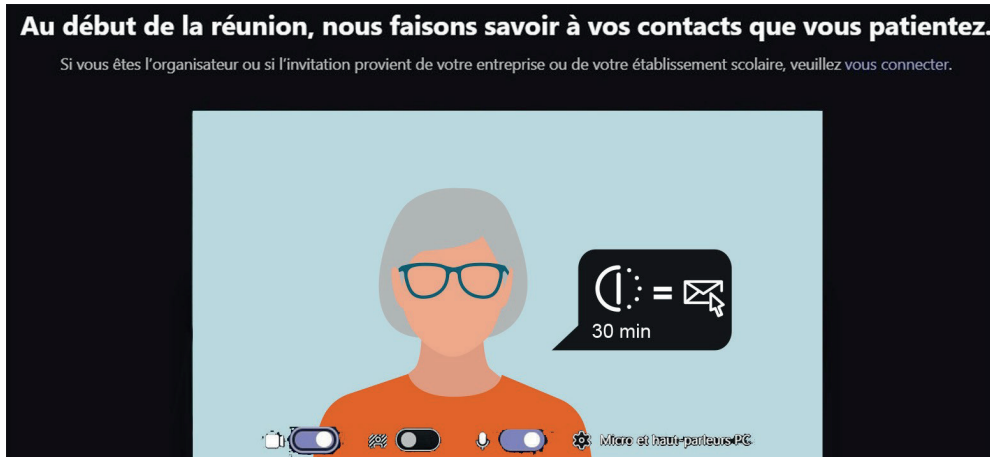 Au début de la réunion, nous faisons savoir à vos contacts que vous patientez.
Si vous êtes l'organisateur ou si l'invitation provient de votre entreprise ou de votre établissement scolaire, veuillez vous connecter.
=
30 min
Micro et haut-parleurs PC